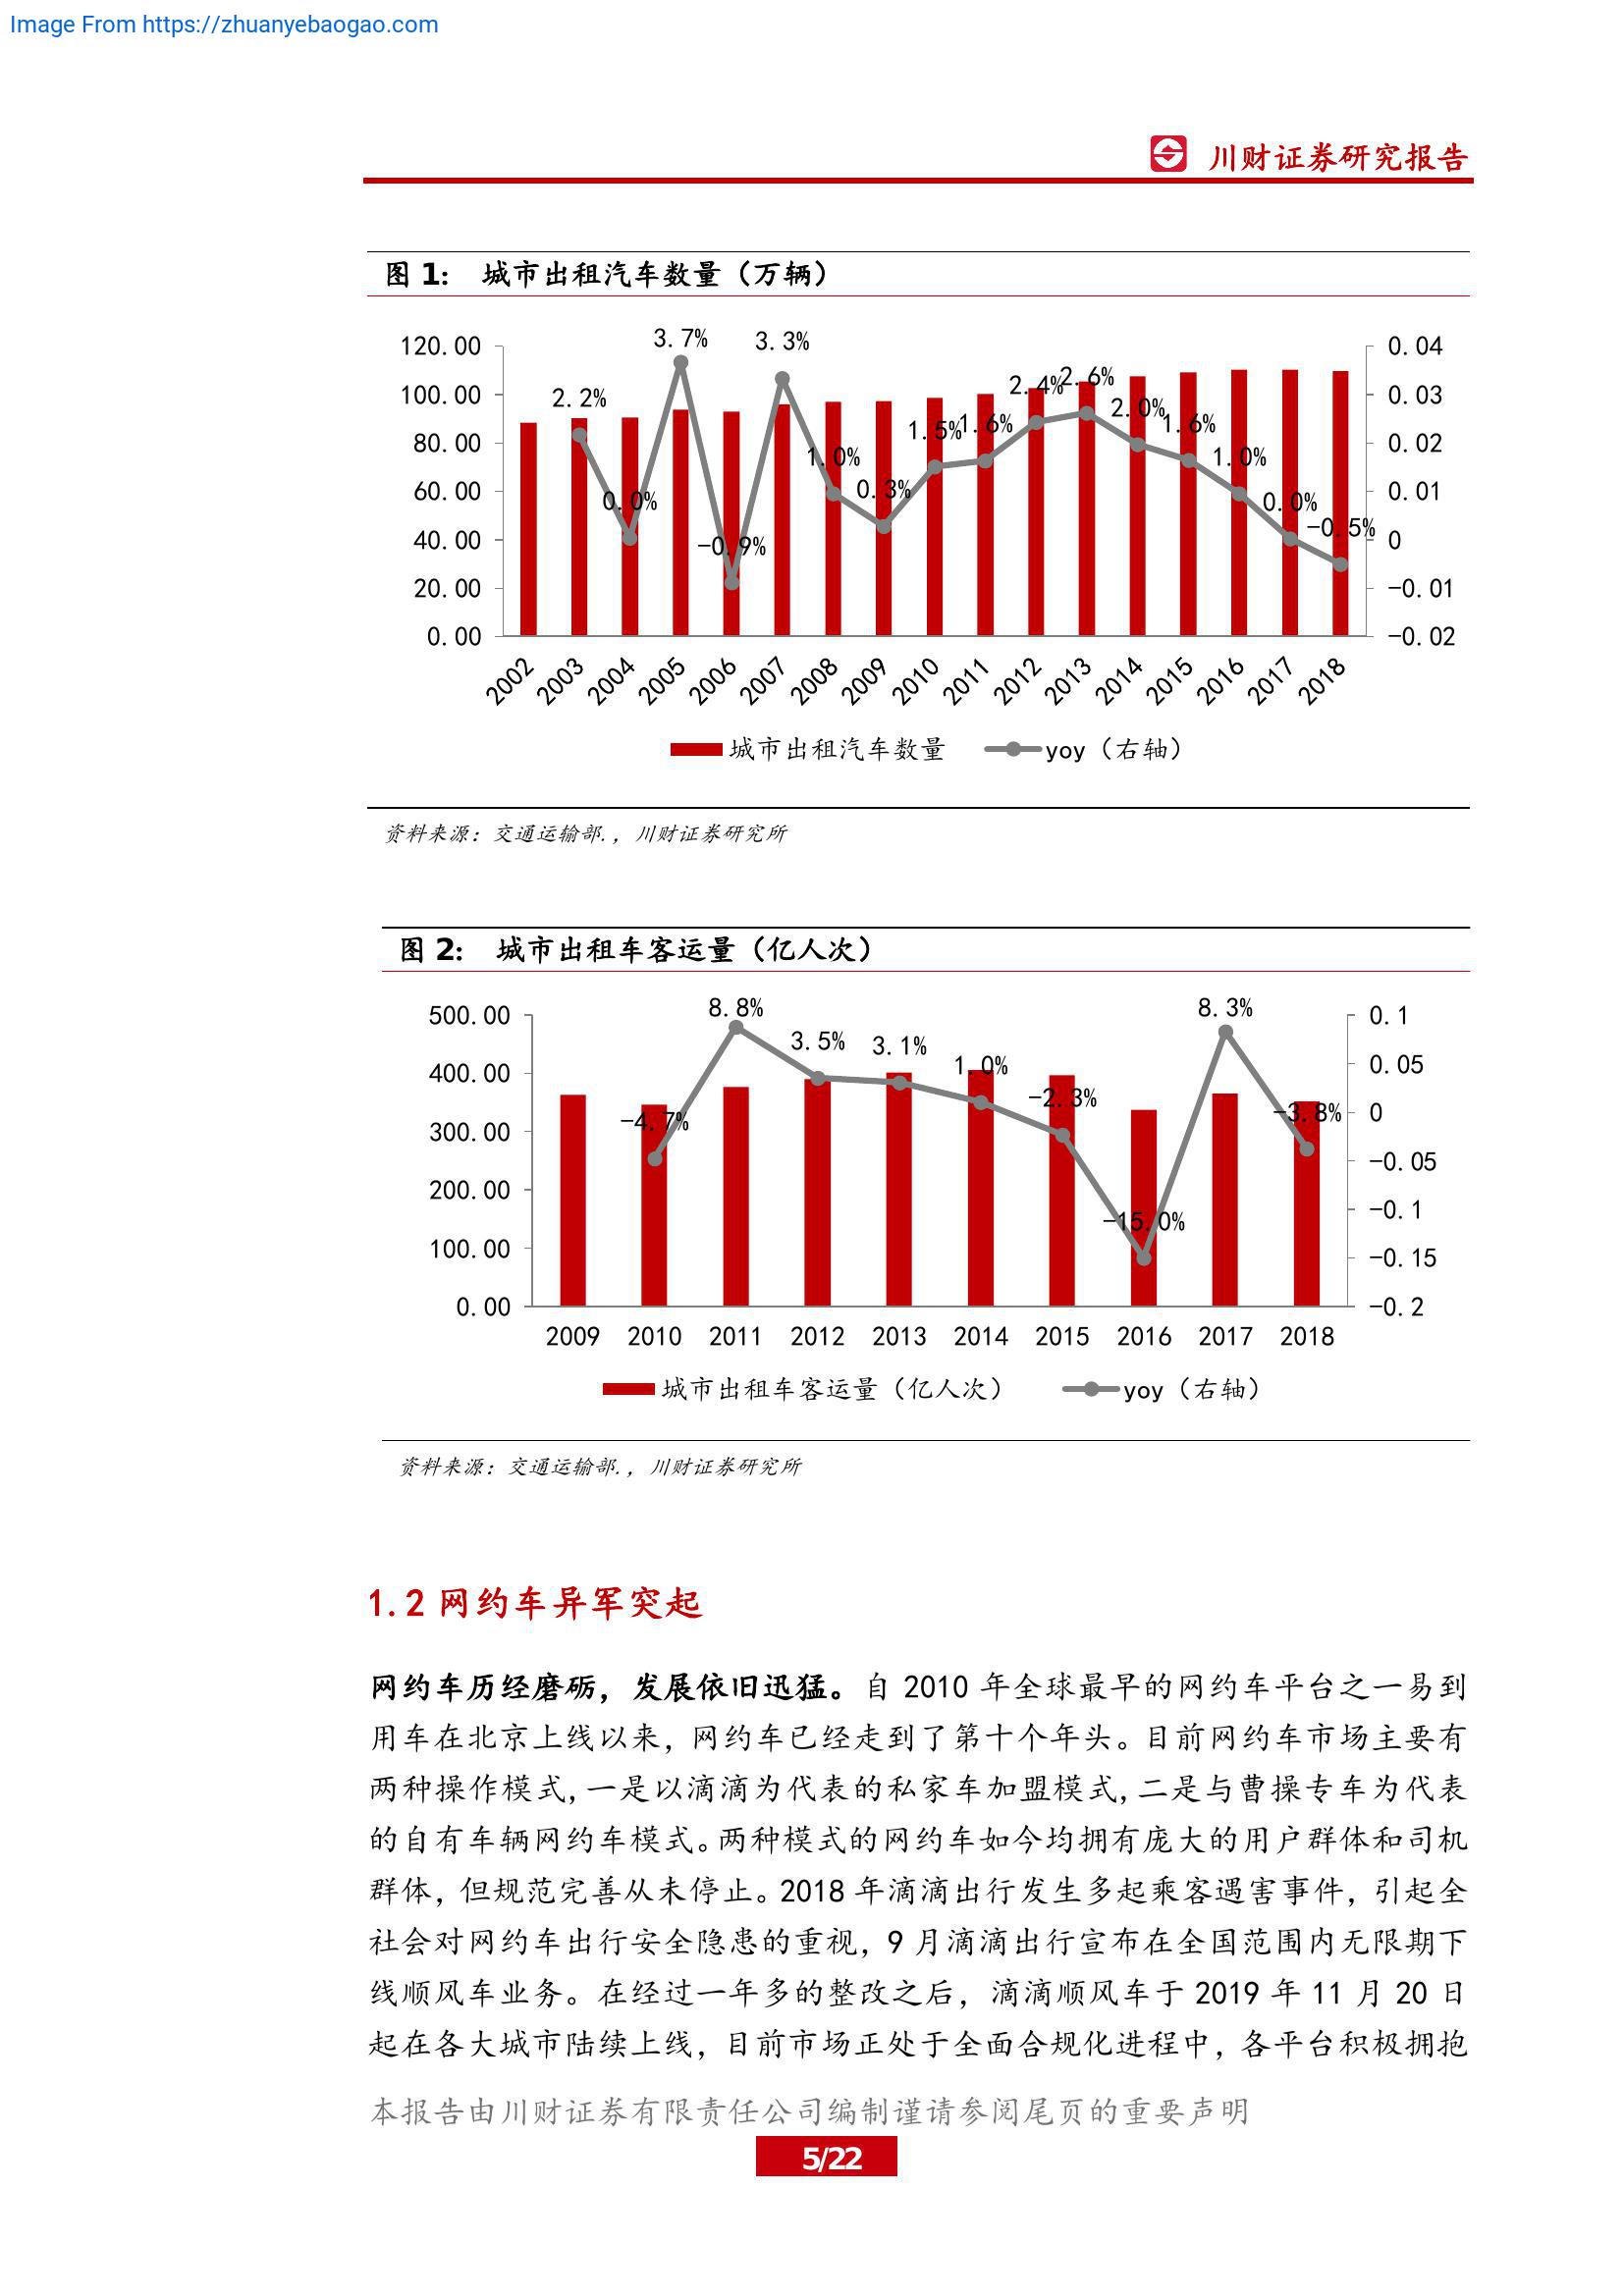 Image From https://zhuanyebaogao.com
川财证券研究报告
图 1： 城市出租汽车数量（万辆）
120.00
100.00
80.00
60.00
40.00
20.00
0.00
2.2%
0.0%
3.7%
-0.9%
3.3%
1.0%
0.3%
1.5%
1.6%
2.4%
2.6%
2.0%
1.6%
1.0%
0.0%
-0.5%
0.04
0.03
0.02
0.01
0
-0.01
-0.02
2002 2003 2004 2005 2006 2007 2008 2009 2010 2011 2012 2013 2014 2015 2016 2017 2018
城市出租汽车数量 yoy（右轴）
资料来源：交通运输部.，川财证券研究所
图 2： 城市出租车客运量（亿人次）
500.00
400.00
300.00
200.00
100.00
0.00
-4.7%
8.8%
3.5%
3.1%
1.0%
-2.3%
-15.0%
8.3%
-3.8%
0.1
0.05
0
-0.05
-0.1
-0.15
-0.2
2009 2010 2011 2012 2013 2014 2015 2016 2017 2018
城市出租车客运量（亿人次） yoy（右轴）
资料来源：交通运输部.，川财证券研究所
1.2 网约车异军突起
网约车历经磨砺，发展依旧迅猛。自 2010 年全球最早的网约车平台之一易到
用车在北京上线以来，网约车已经走到了第十个年头。目前网约车市场主要有
两种操作模式,一是以滴滴为代表的私家车加盟模式,二是与曹操专车为代表
的自有车辆网约车模式。两种模式的网约车如今均拥有庞大的用户群体和司机
群体，但规范完善从未停止。2018 年滴滴出行发生多起乘客遇害事件，引起全
社会对网约车出行安全隐患的重视，9 月滴滴出行宣布在全国范围内无限期下
线顺风车业务。在经过一年多的整改之后，滴滴顺风车于 2019 年 11 月 20 日
起在各大城市陆续上线，目前市场正处于全面合规化进程中，各平台积极拥抱
本报告由川财证券有限责任公司编制谨请参阅尾页的重要声明
5/22